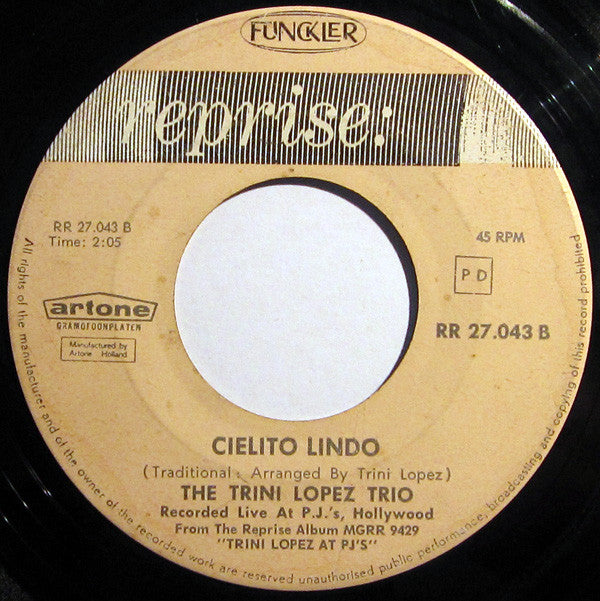 FUNCKLER
reprise:
RR 27.043 B
Time: 2:05
45 RPM
PD
artone
GRAMOFOONPLATEN
Manufactured by
Artone Holland
RR 27.043 B
CIELITO LINDO
(Traditional: Arranged By Trini Lopez)
THE TRINI LOPEZ TRIO
Recorded Live At P.J.'s, Hollywood
From The Reprise Album MGRR 9429
"TRINI LOPEZ AT PJ'S"
All rights of the manufacturer and of the owner of the recorded work are reserved unauthorised public performance, broadcasting and copying of this record prohibited